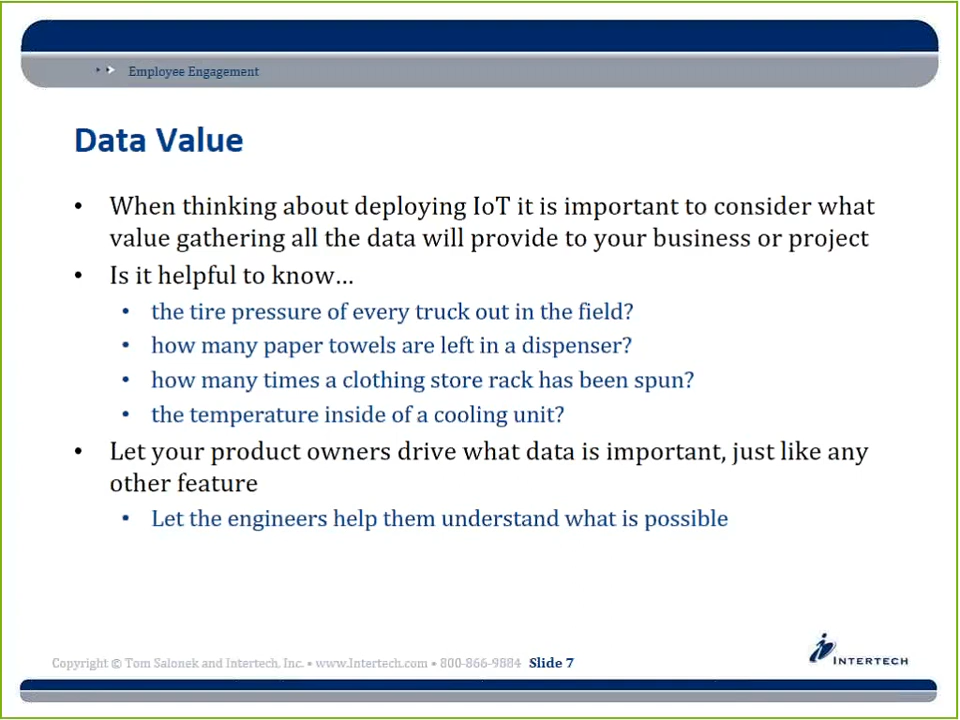 Employee Engagement
Data Value
• When thinking about deploying IoT it is important to consider what
value gathering all the data will provide to your business or project
• Is it helpful to know…
• the tire pressure of every truck out in the field?
• how many paper towels are left in a dispenser?
• how many times a clothing store rack has been spun?
• the temperature inside of a cooling unit?
• Let your product owners drive what data is important, just like any
other feature
• Let the engineers help them understand what is possible
Copyright © Tom Salonek and Intertech, Inc. • www.Intertech.com • 800-866-9884 Slide 7
INTERTECH